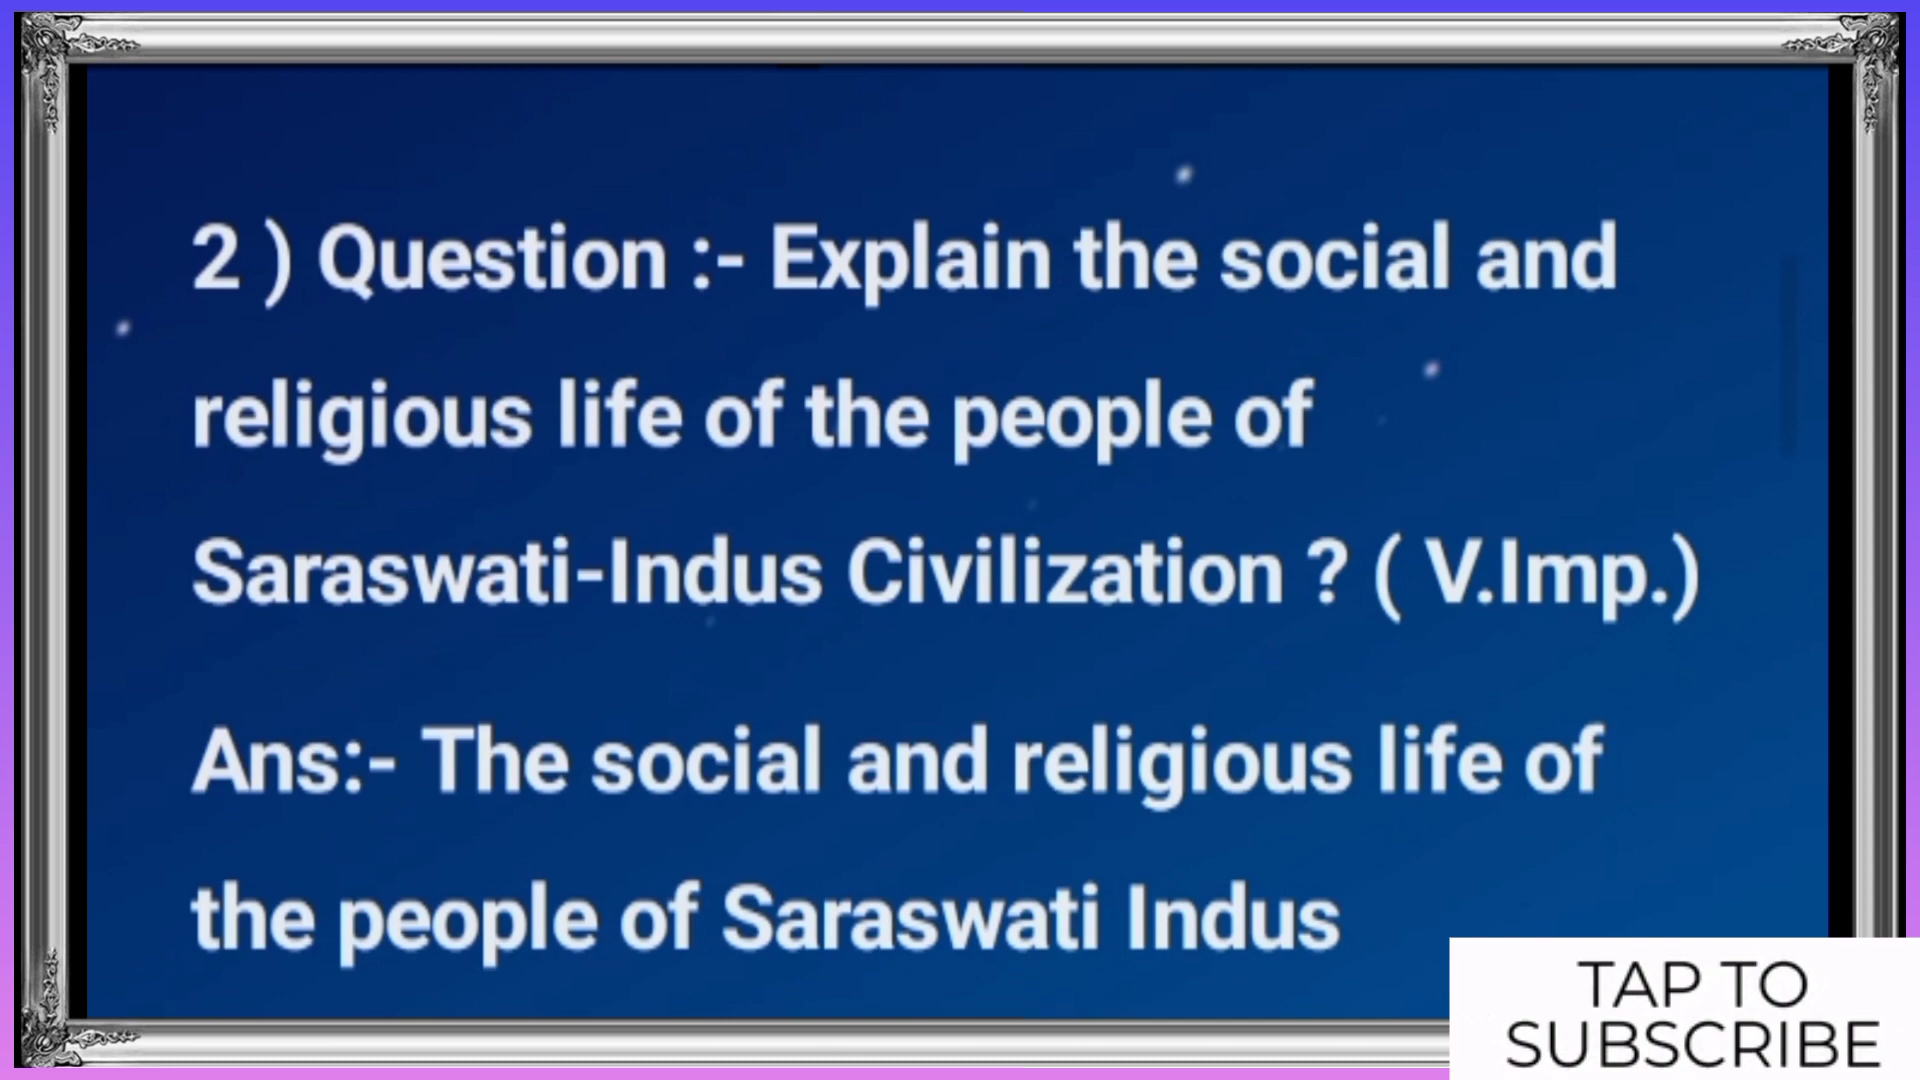 2 ) Question :- Explain the social and
religious life of the people of
Saraswati-Indus Civilization ? ( V.Imp.)
Ans:- The social and religious life of
the people of Saraswati Indus
TAP TO
SUBSCRIBE